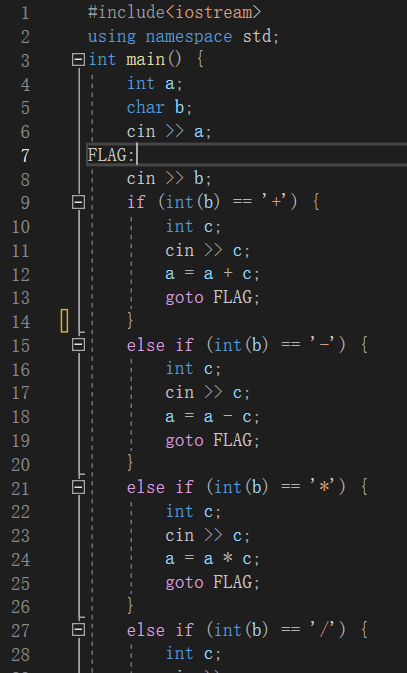 1 #include<iostream>
2 using namespace std;
3 int main() {
4 int a;
5 char b;
6 cin >> a;
7 FLAG:
8 cin >> b;
9 if (int(b) == '+') {
10 int c;
11 cin >> c;
12 a = a + c;
13 goto FLAG;
14 }
15 else if (int(b) == '-') {
16 int c;
17 cin >> c;
18 a = a - c;
19 goto FLAG;
20 }
21 else if (int(b) == '*') {
22 int c;
23 cin >> c;
24 a = a * c;
25 goto FLAG;
26 }
27 else if (int(b) == '/') {
28 int c;